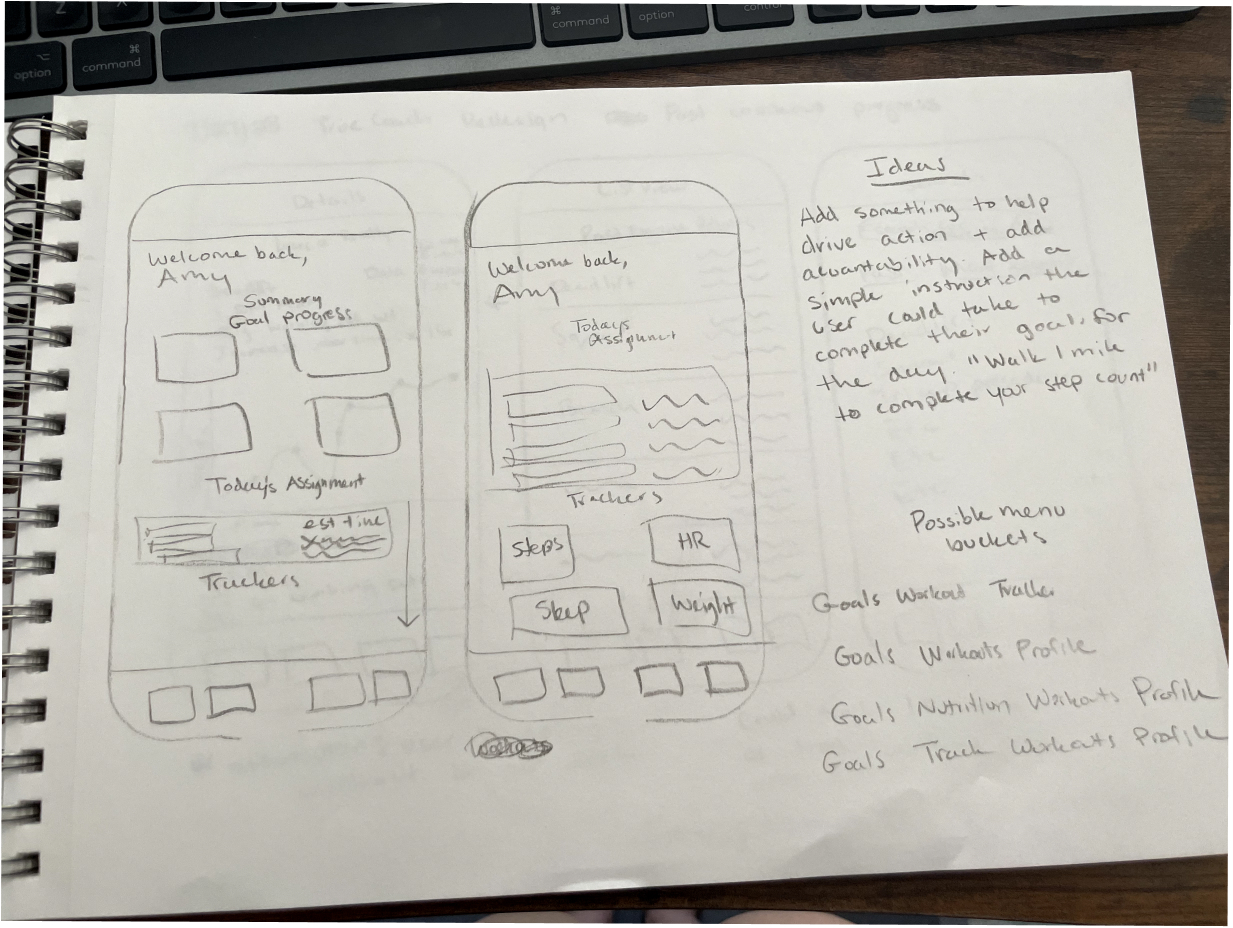 option
⌘
command
⌘
command
option
Z
X
Welcome back,
Amy
Summary
Goal progress
Today's Assignment
est time
Trackers
Welcome back,
Amy
Todays
Assignment
Trackers
Steps
HR
Sleep
Weight
Ideas
Add something to help
drive action + add
accountability. Add a
simple instruction the
user could take to
complete their goal, for
the day. "Walk 1 mile
to complete your step count"
Possible menu
buckets
Goals Workout Tracker
Goals Workouts Profile
Goals Nutrition Workouts Profile
Goals Track Workouts Profile